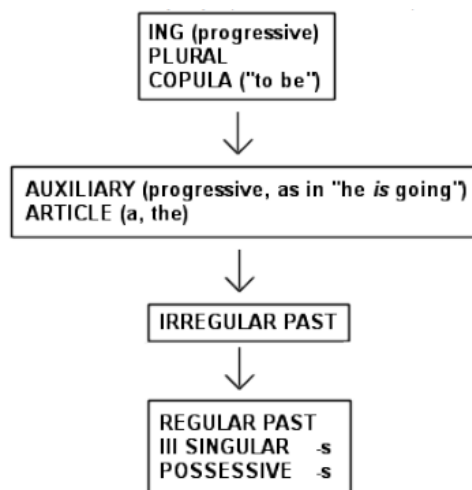 ING (progressive)
PLURAL
COPULA ("to be")
AUXILIARY (progressive, as in "he is going")
ARTICLE (a, the)
IRREGULAR PAST
REGULAR PAST
III SINGULAR -s
POSSESSIVE -s